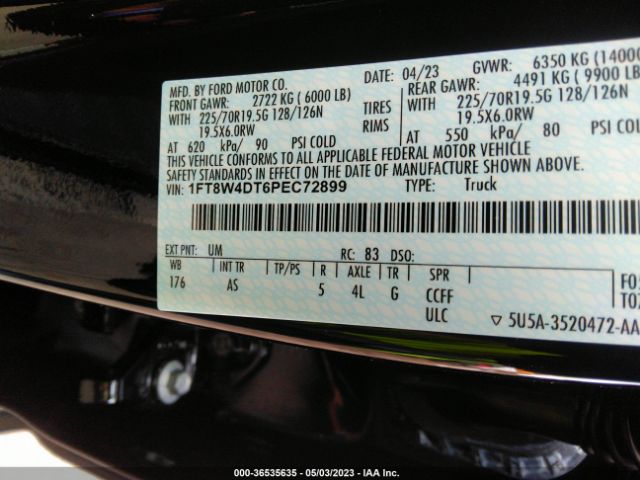 MFD. BY FORD MOTOR CO. DATE: 04/23 GVWR: 6350 KG (14000
FRONT GAWR: 2722 KG ( 6000 LB) REAR GAWR: 4491 KG ( 9900 LB)
WITH 225/70R19.5G 128/126N TIRES WITH 225/70R19.5G 128/126N
19.5X6.0RW RIMS 19.5X6.0RW
AT 620 kPa/ 90 PSI COLD AT 550 kPa/ 80 PSI COLD
THIS VEHICLE CONFORMS TO ALL APPLICABLE FEDERAL MOTOR VEHICLE
SAFETY STANDARDS IN EFFECT ON THE DATE OF MANUFACTURE SHOWN ABOVE.
VIN: 1FT8W4DT6PEC72899 TYPE: Truck
EXT PNT: UM RC: 83 DSO:
WB INT TR TP/PS R AXLE TR SPR
176 AS 5 4L G CCFF
ULC
▽ 5U5A-3520472-AA
000-36535635 - 05/03/2023 - IAA Inc.